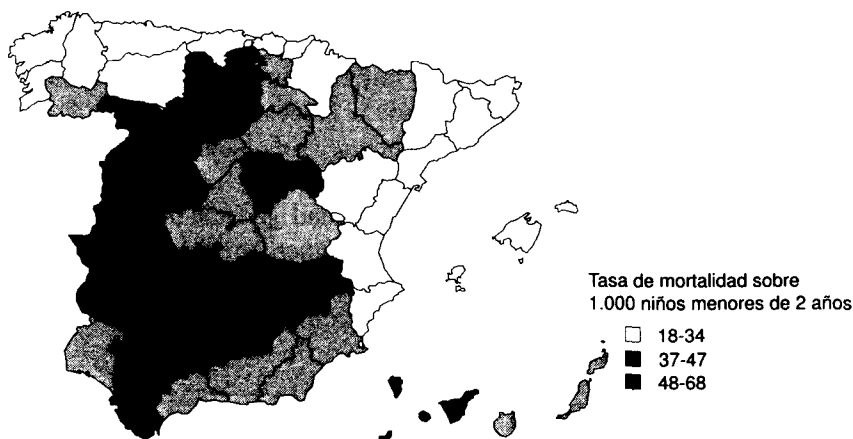 Tasa de mortalidad sobre
1.000 niños menores de 2 años
18-34
37-47
48-68